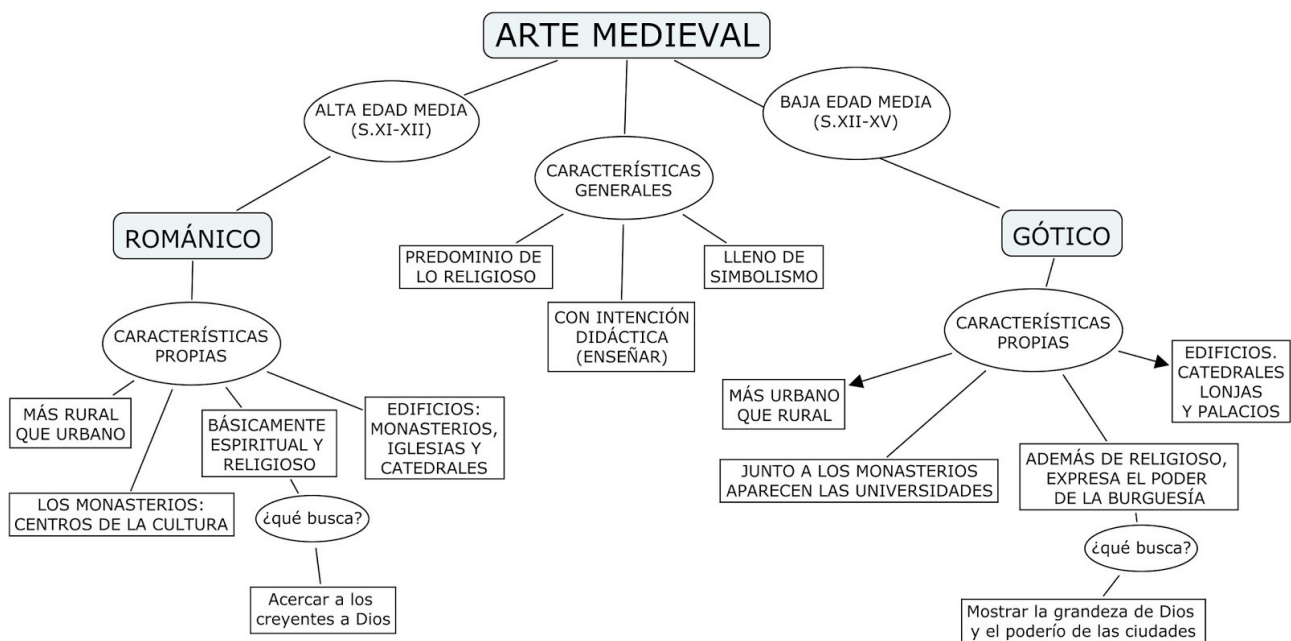 ARTE MEDIEVAL
ALTA EDAD MEDIA
(S.XI-XII)
BAJA EDAD MEDIA
(S.XII-XV)
CARACTERÍSTICAS
GENERALES
ROMÁNICO
GÓTICO
PREDOMINIO DE
LO RELIGIOSO
LLENO DE
SIMBOLISMO
CON INTENCIÓN
DIDÁCTICA
(ENSEÑAR)
CARACTERÍSTICAS
PROPIAS
MÁS RURAL
QUE URBANO
BÁSICAMENTE
ESPIRITUAL Y
RELIGIOSO
EDIFICIOS:
MONASTERIOS,
IGLESIAS Y
CATEDRALES
LOS MONASTERIOS:
CENTROS DE LA CULTURA
¿qué busca?
Acercar a los
creyentes a Dios
CARACTERÍSTICAS
PROPIAS
EDIFICIOS.
CATEDRALES
LONJAS
Y PALACIOS
MÁS URBANO
QUE RURAL
JUNTO A LOS MONASTERIOS
APARECEN LAS UNIVERSIDADES
ADEMÁS DE RELIGIOSO,
EXPRESA EL PODER
DE LA BURGUESÍA
¿qué busca?
Mostrar la grandeza de Dios
y el poderío de las ciudades